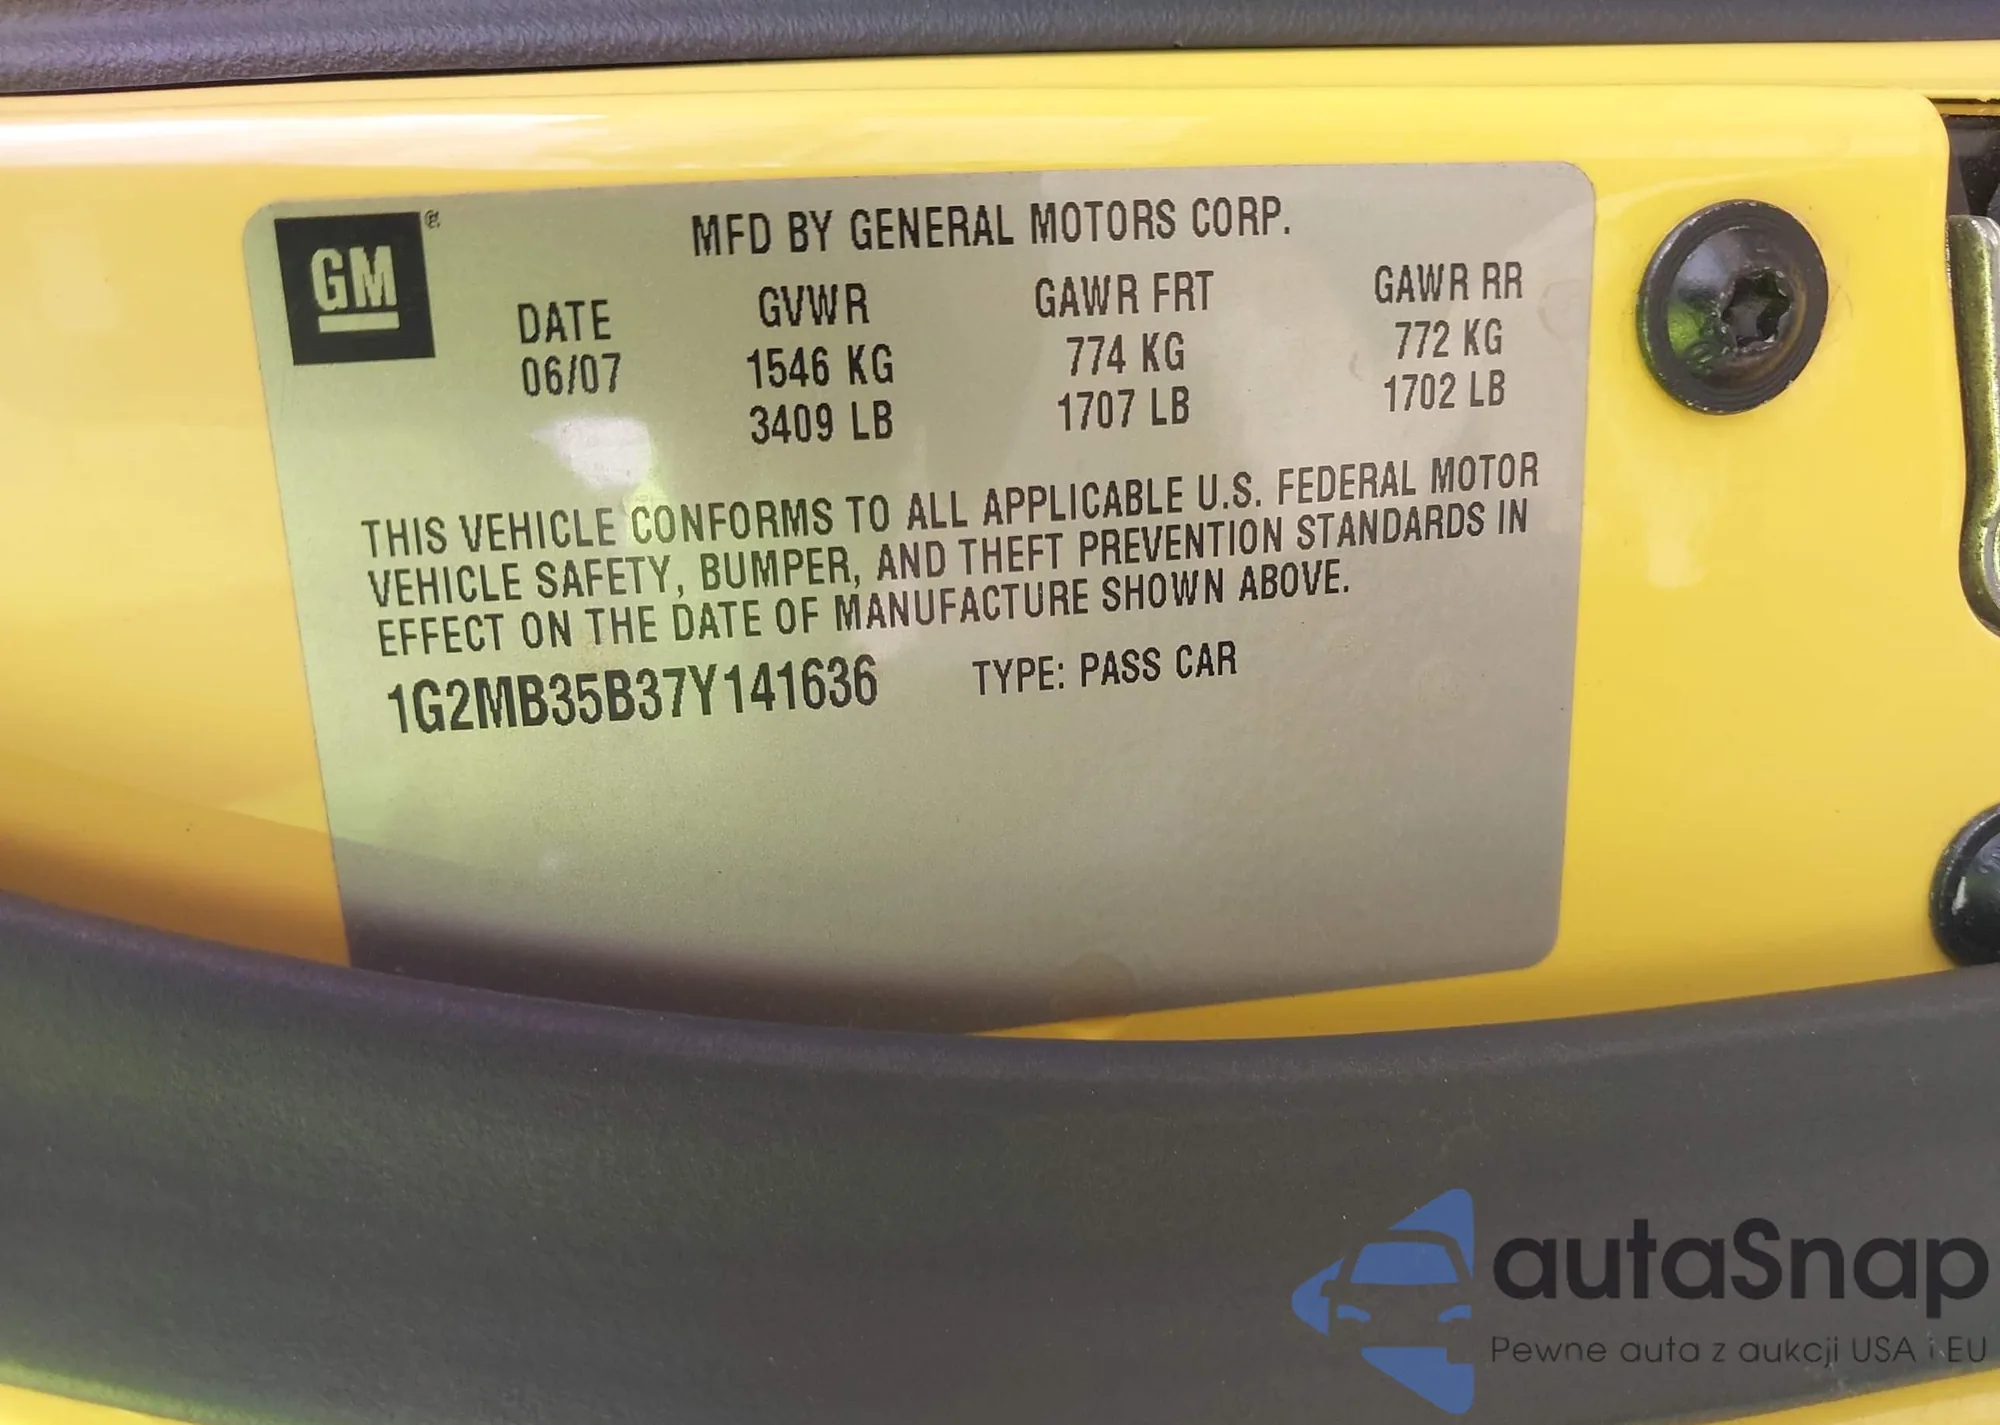 GM ®
MFD BY GENERAL MOTORS CORP.
DATE GVWR GAWR FRT GAWR RR
06/07 1546 KG 774 KG 772 KG
3409 LB 1707 LB 1702 LB
THIS VEHICLE CONFORMS TO ALL APPLICABLE U.S. FEDERAL MOTOR
VEHICLE SAFETY, BUMPER, AND THEFT PREVENTION STANDARDS IN
EFFECT ON THE DATE OF MANUFACTURE SHOWN ABOVE.
1G2MB35B37Y141636 TYPE: PASS CAR
autaSnap
Pewne auta z aukcji USA i EU